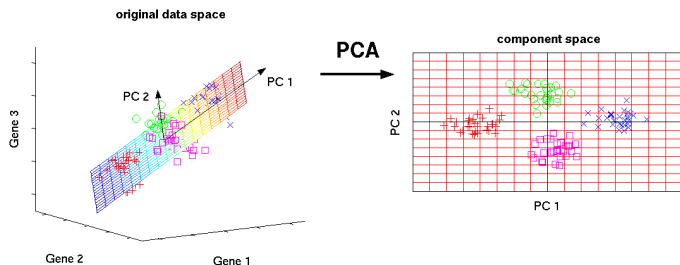 original data space
PC 1
PC 2
Gene 3
Gene 2
Gene 1
PCA
component space
PC 2
PC 1